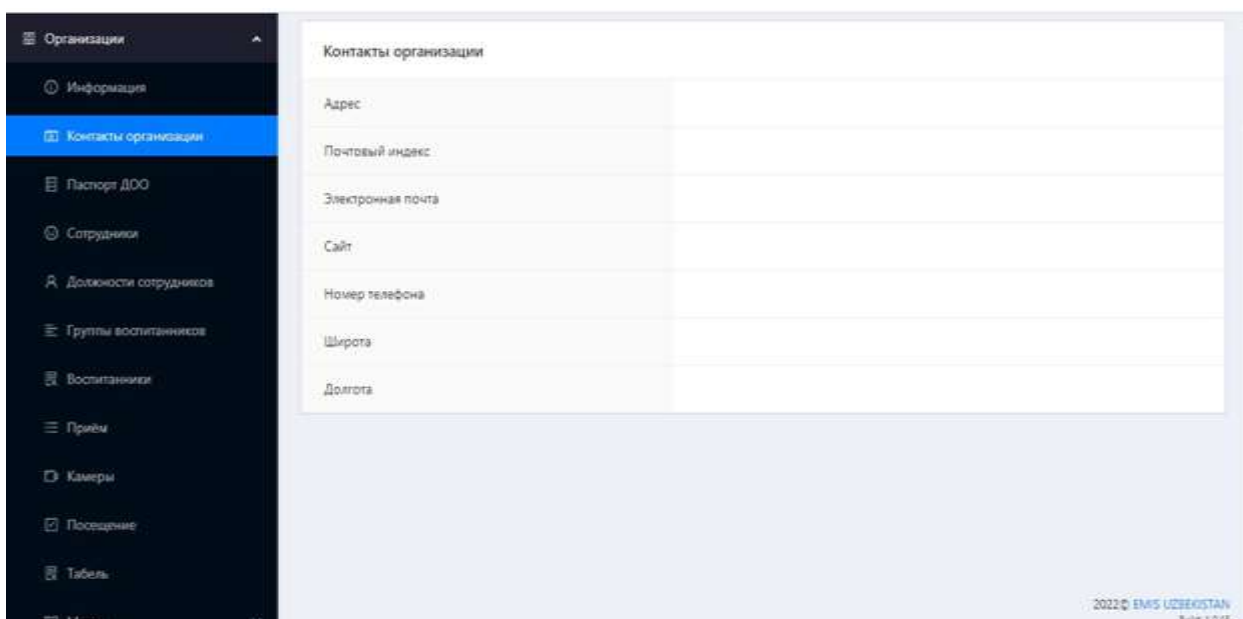 Организации
Информация
Контакты организации
Паспорт ДОО
Сотрудники
Должности сотрудников
Группы воспитанников
Воспитанники
Приём
Камеры
Посещение
Табель
Контакты организации
Адрес
Почтовый индекс
Электронная почта
Сайт
Номер телефона
Широта
Долгота
2022© EMIS UZBEKISTAN